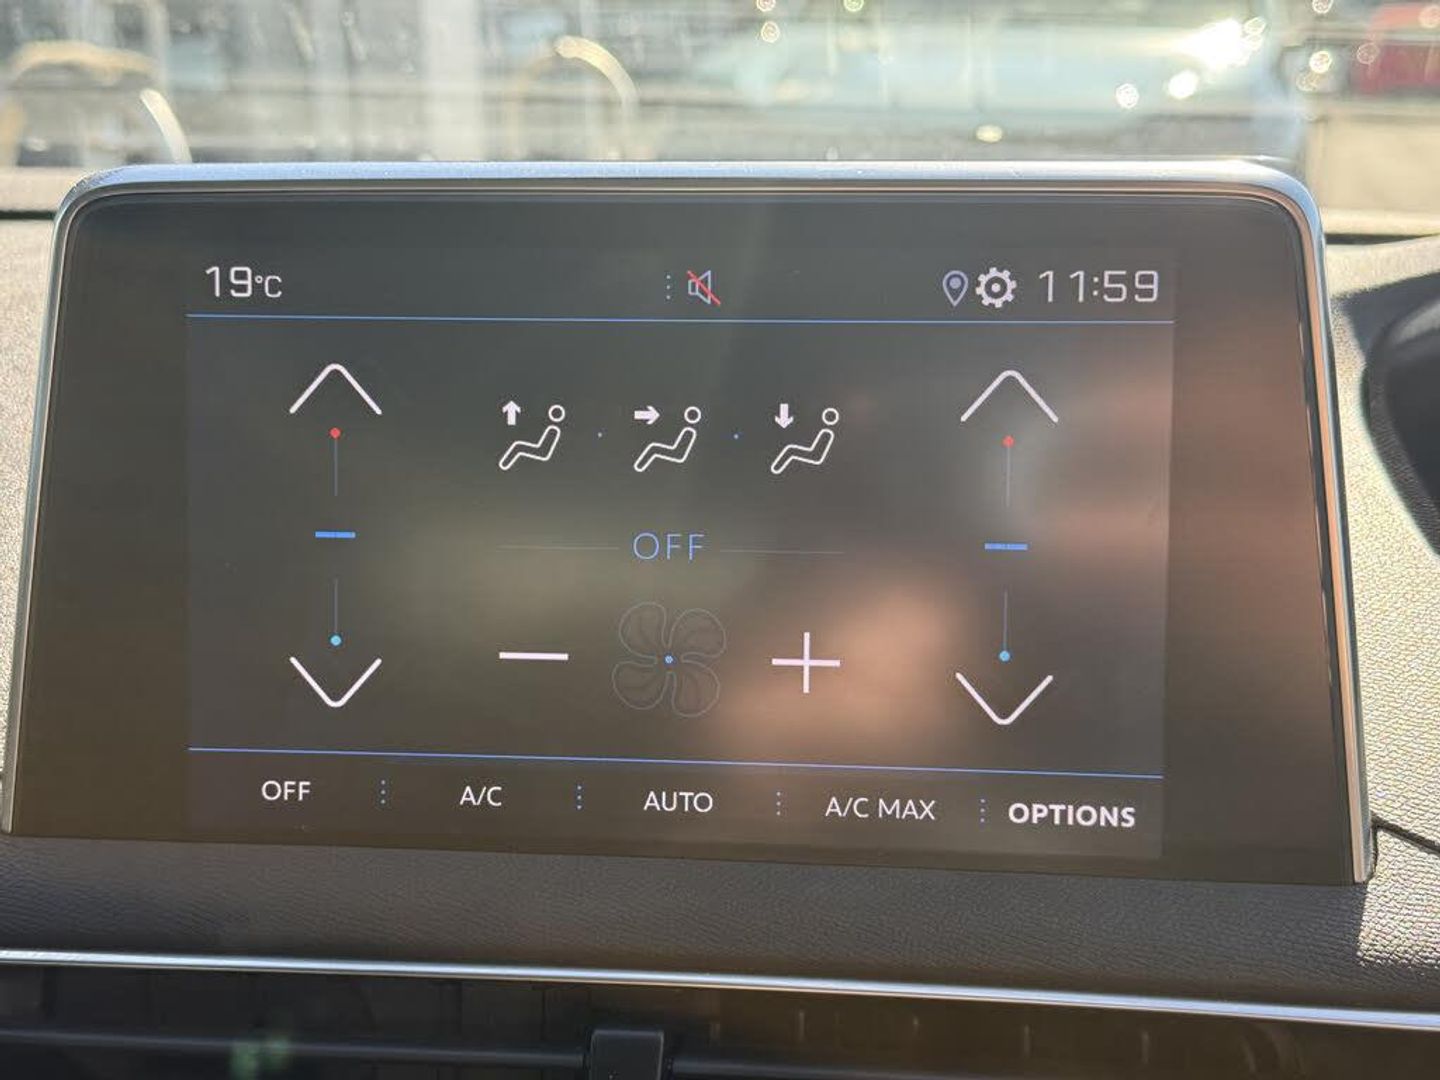 19°C 11:59
OFF
OFF A/C AUTO A/C MAX OPTIONS